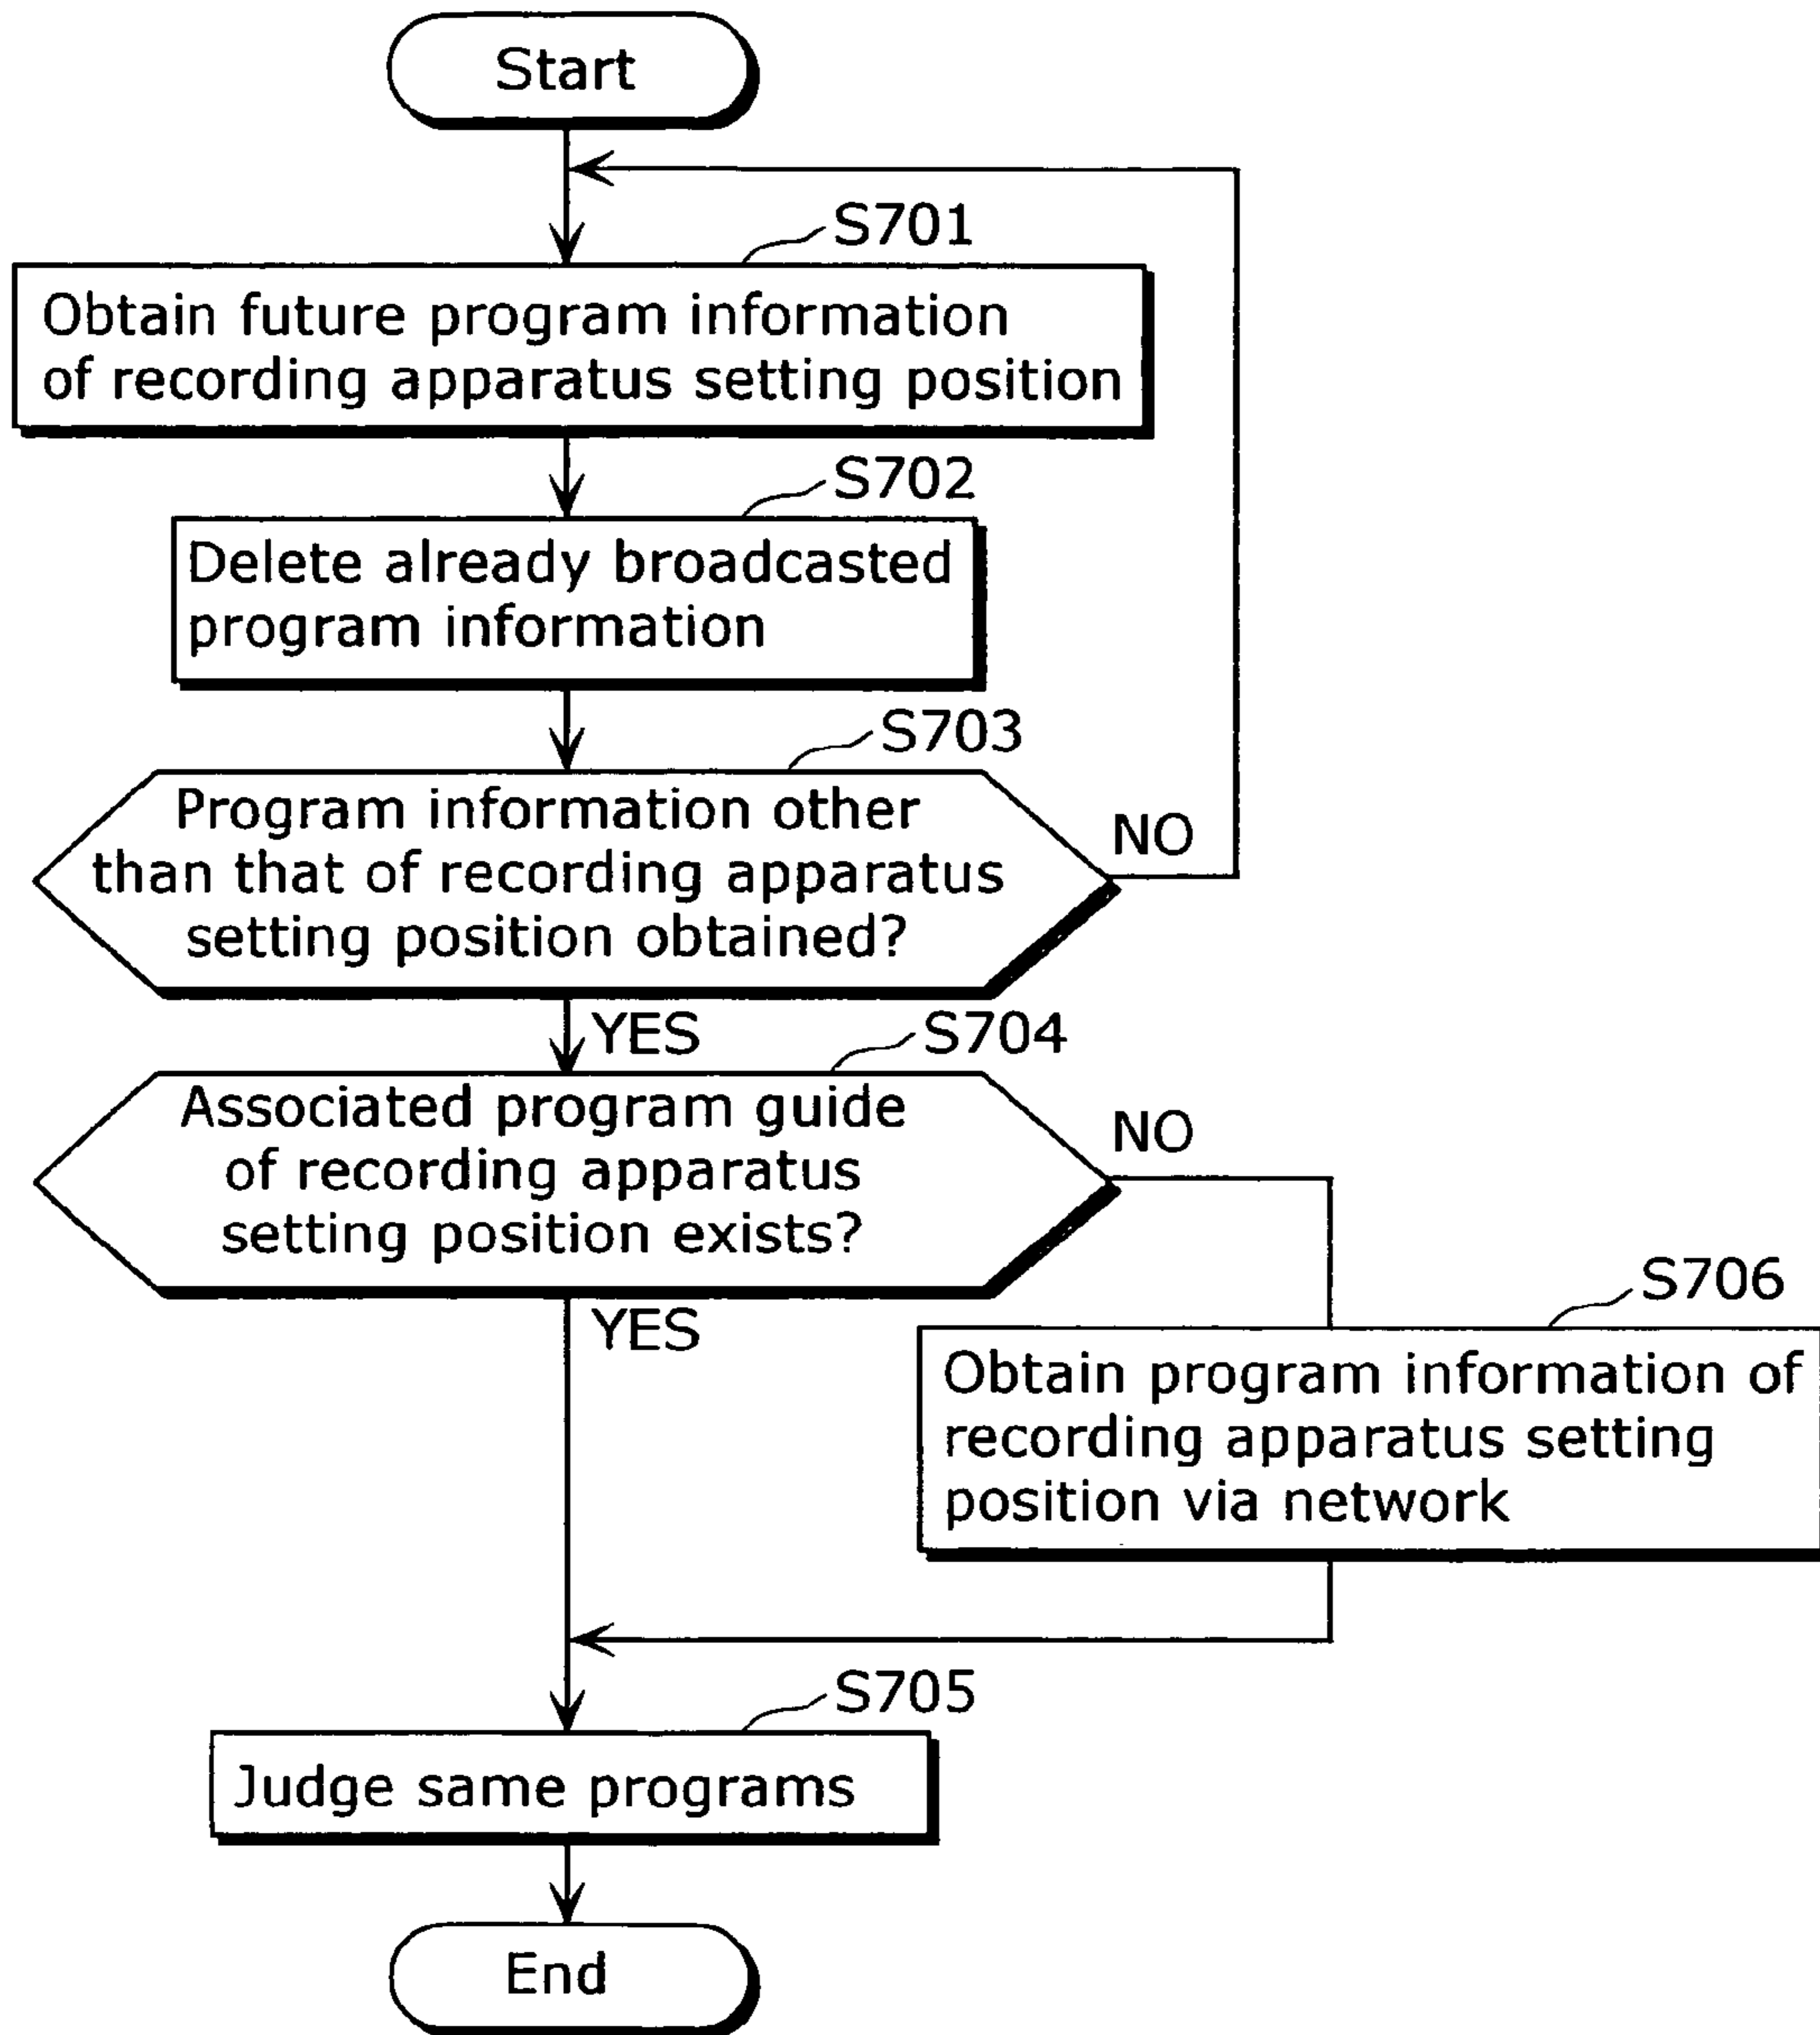 Start
S701
Obtain future program information
of recording apparatus setting position
S702
Delete already broadcasted
program information
S703
Program information other
than that of recording apparatus
setting position obtained?
NO
YES
S704
Associated program guide
of recording apparatus
setting position exists?
NO
YES
S706
Obtain program information of
recording apparatus setting
position via network
S705
Judge same programs
End